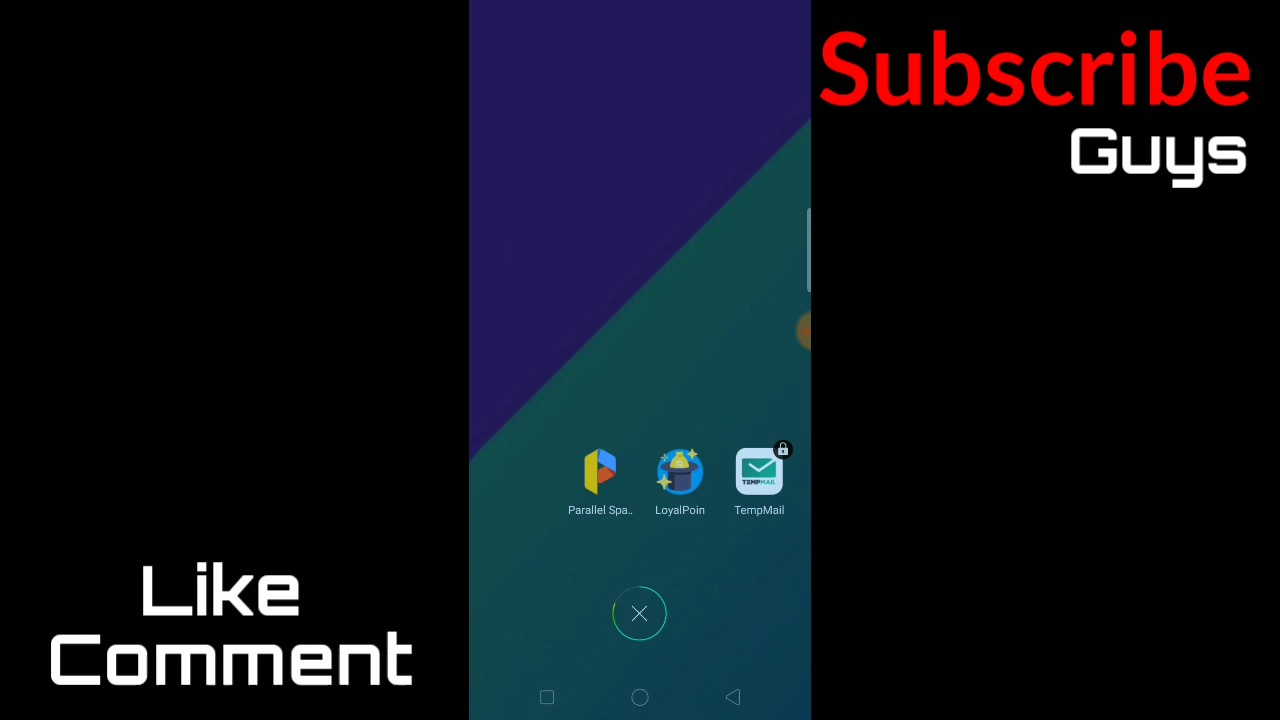 Subscribe
Guys
TEMPMAIL
Parallel Spa..
LoyalPoin
TempMail
Like
Comment